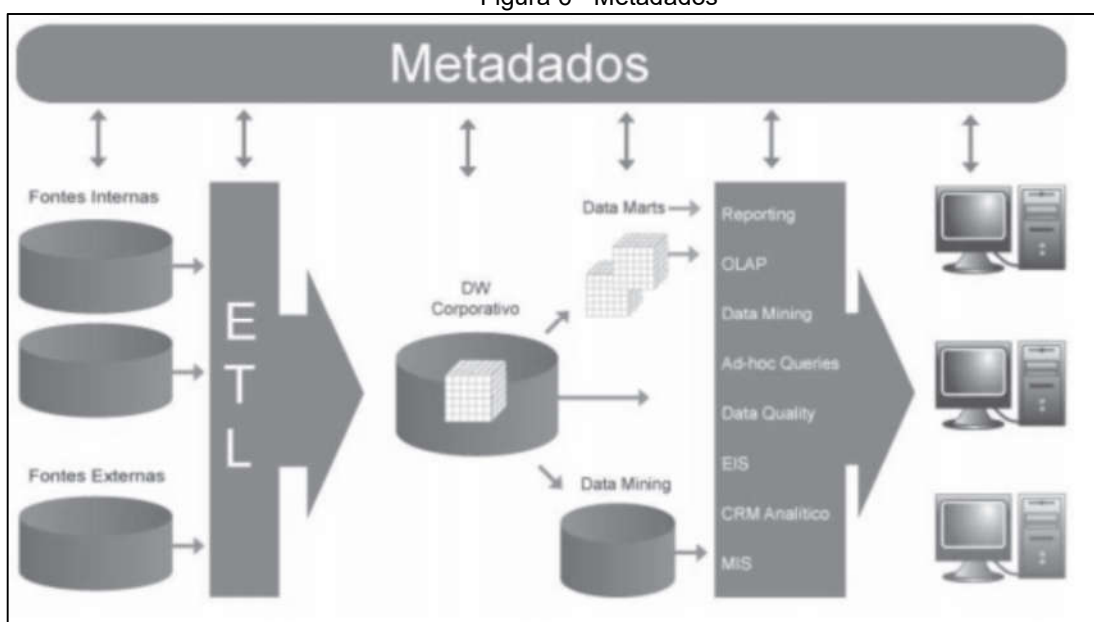 Figura 6 - Metadados
Metadados
Fontes Internas
Fontes Externas
E
T
L
DW
Corporativo
Data Marts
Data Mining
Reporting
OLAP
Data Mining
Ad-hoc Queries
Data Quality
EIS
CRM Analítico
MIS